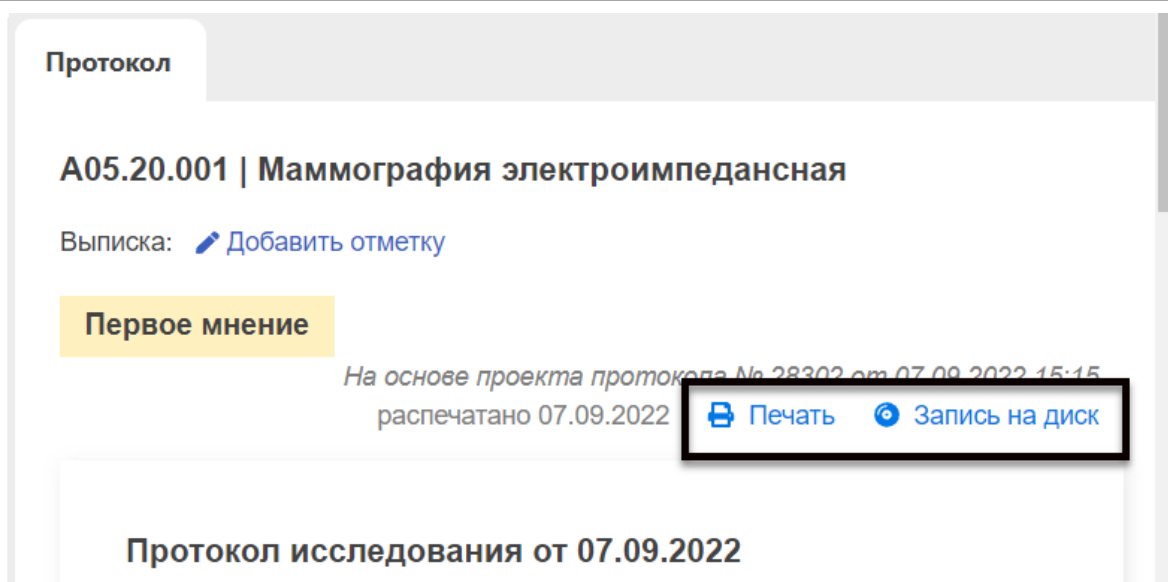 Протокол
A05.20.001 | Маммография электроимпедансная
Выписка: Добавить отметку
Первое мнение
На основе проекта протокола № 28302 от 07.09.2022 15:15
распечатано 07.09.2022 Печать Запись на диск
Протокол исследования от 07.09.2022